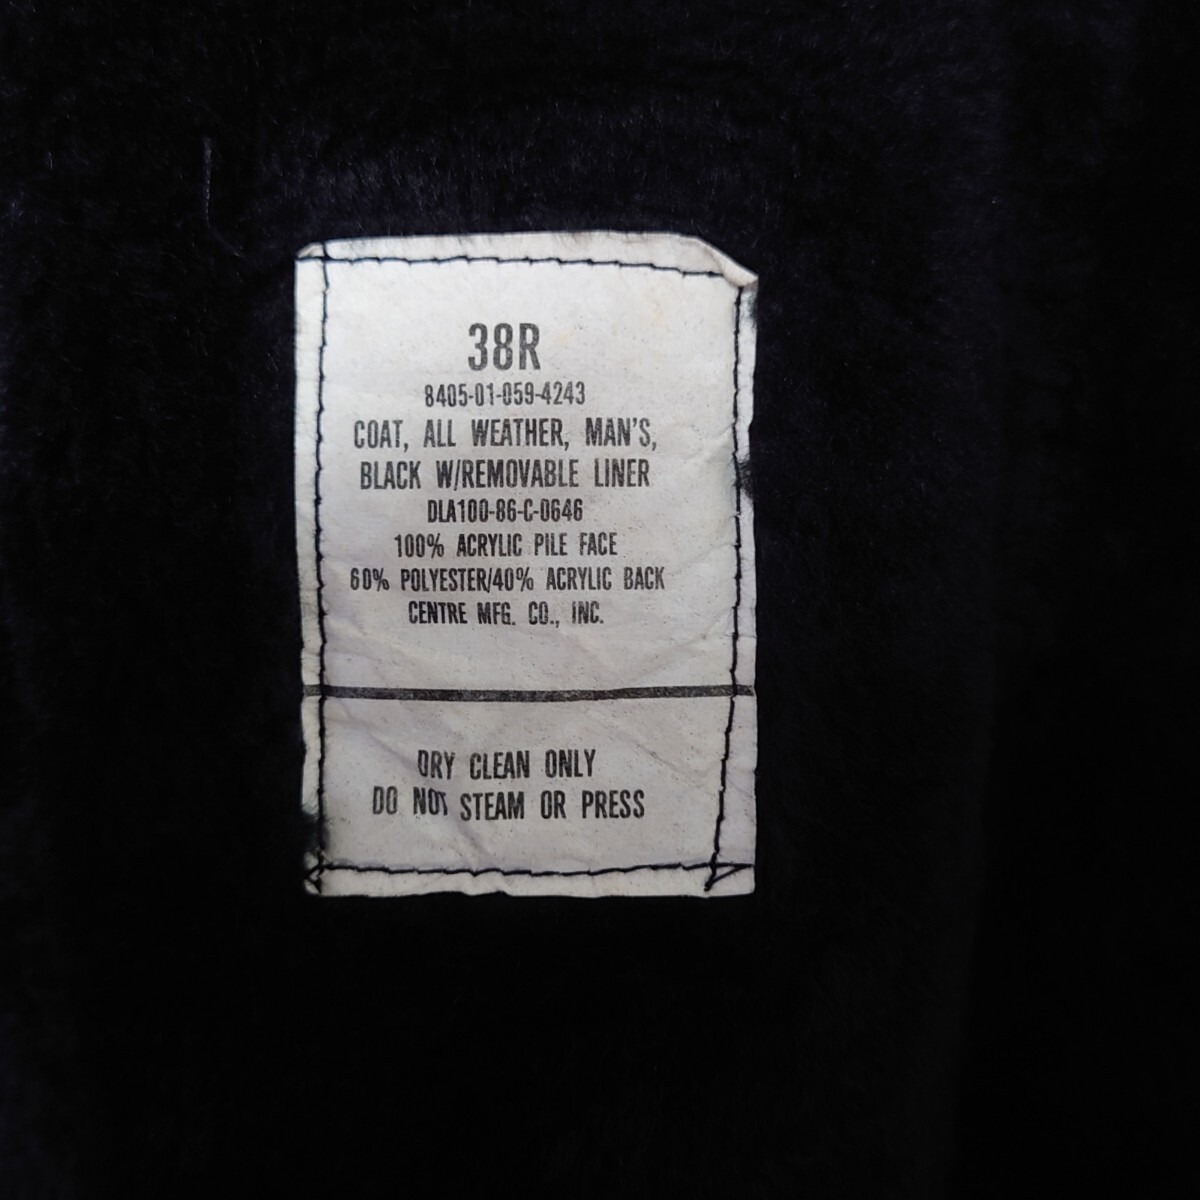 38R
8405-01-059-4243
COAT, ALL WEATHER, MAN'S,
BLACK W/REMOVABLE LINER
DLA100-86-C-0646
100% ACRYLIC PILE FACE
60% POLYESTER/40% ACRYLIC BACK
CENTRE MFG. CO., INC.
DRY CLEAN ONLY
DO NOT STEAM OR PRESS